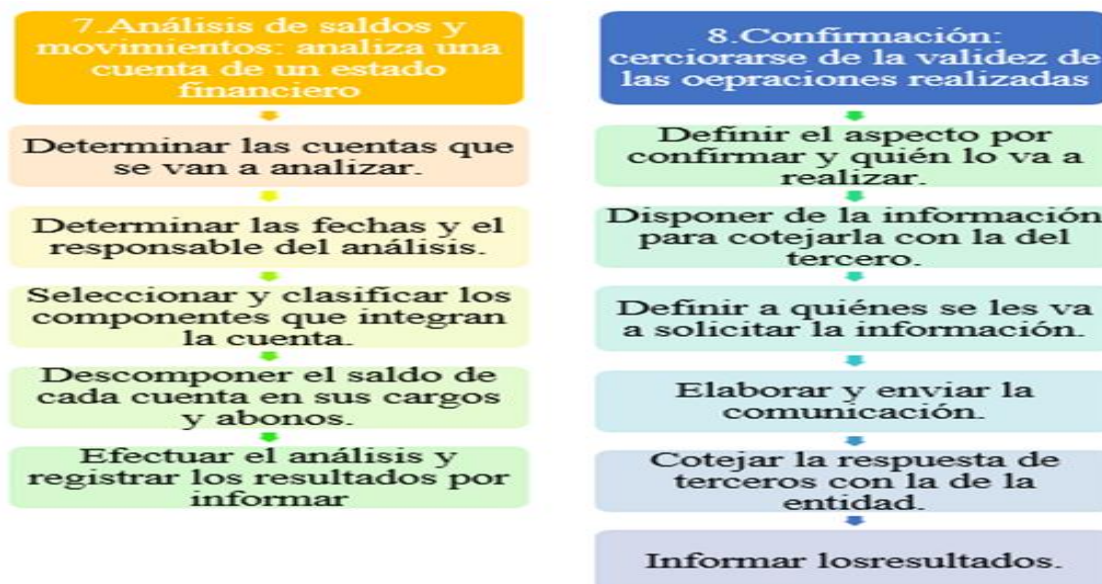 7.Análisis de saldos y
movimientos: analiza una
cuenta de un estado
financiero
Determinar las cuentas que
se van a analizar.
Determinar las fechas y el
responsable del análisis.
Seleccionar y clasificar los
componentes que integran
la cuenta.
Descomponer el saldo de
cada cuenta en sus cargos
y abonos.
Efectuar el análisis y
registrar los resultados por
informar
8.Confirmación:
cerciorarse de la validez de
las oepraciones realizadas
Definir el aspecto por
confirmar y quién lo va a
realizar.
Disponer de la información
para cotejarla con la del
tercero.
Definir a quiénes se les va
a solicitar la información.
Elaborar y enviar la
comunicación.
Cotejar la respuesta de
terceros con la de la
entidad.
Informar losresultados.